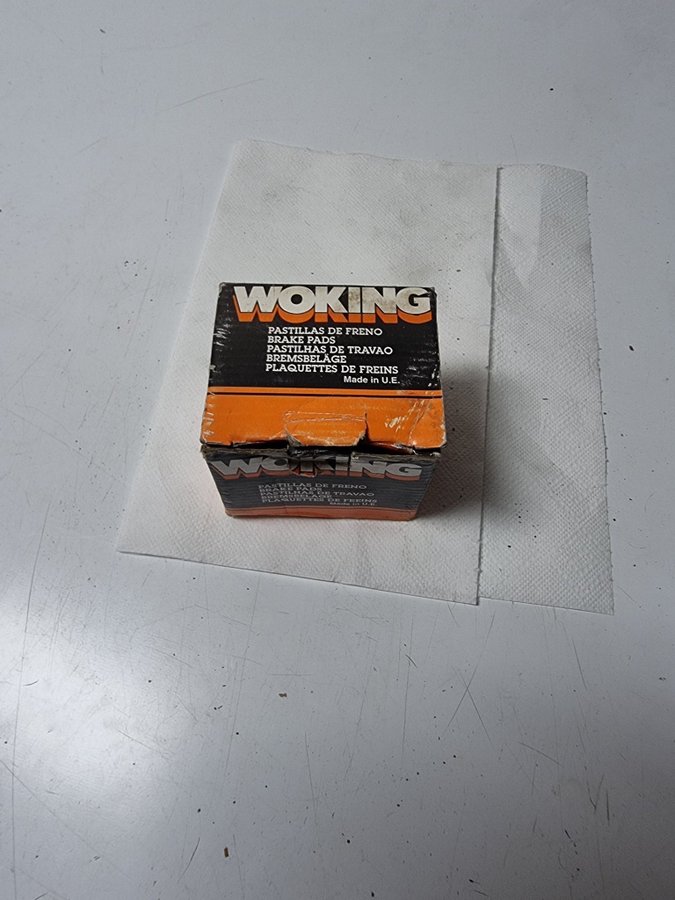 WOKING
PASTILLAS DE FRENO
BRAKE PADS
PASTILHAS DE TRAVAO
BREMSBELÄGE
PLAQUETTES DE FREINS
Made in U.E.
WOKING
PASTILLAS DE FRENO
BRAKE PADS
PASTILHAS DE TRAVAO
BREMSBELAGE
PLAQUETTES DE FREINS
Made in U.E.